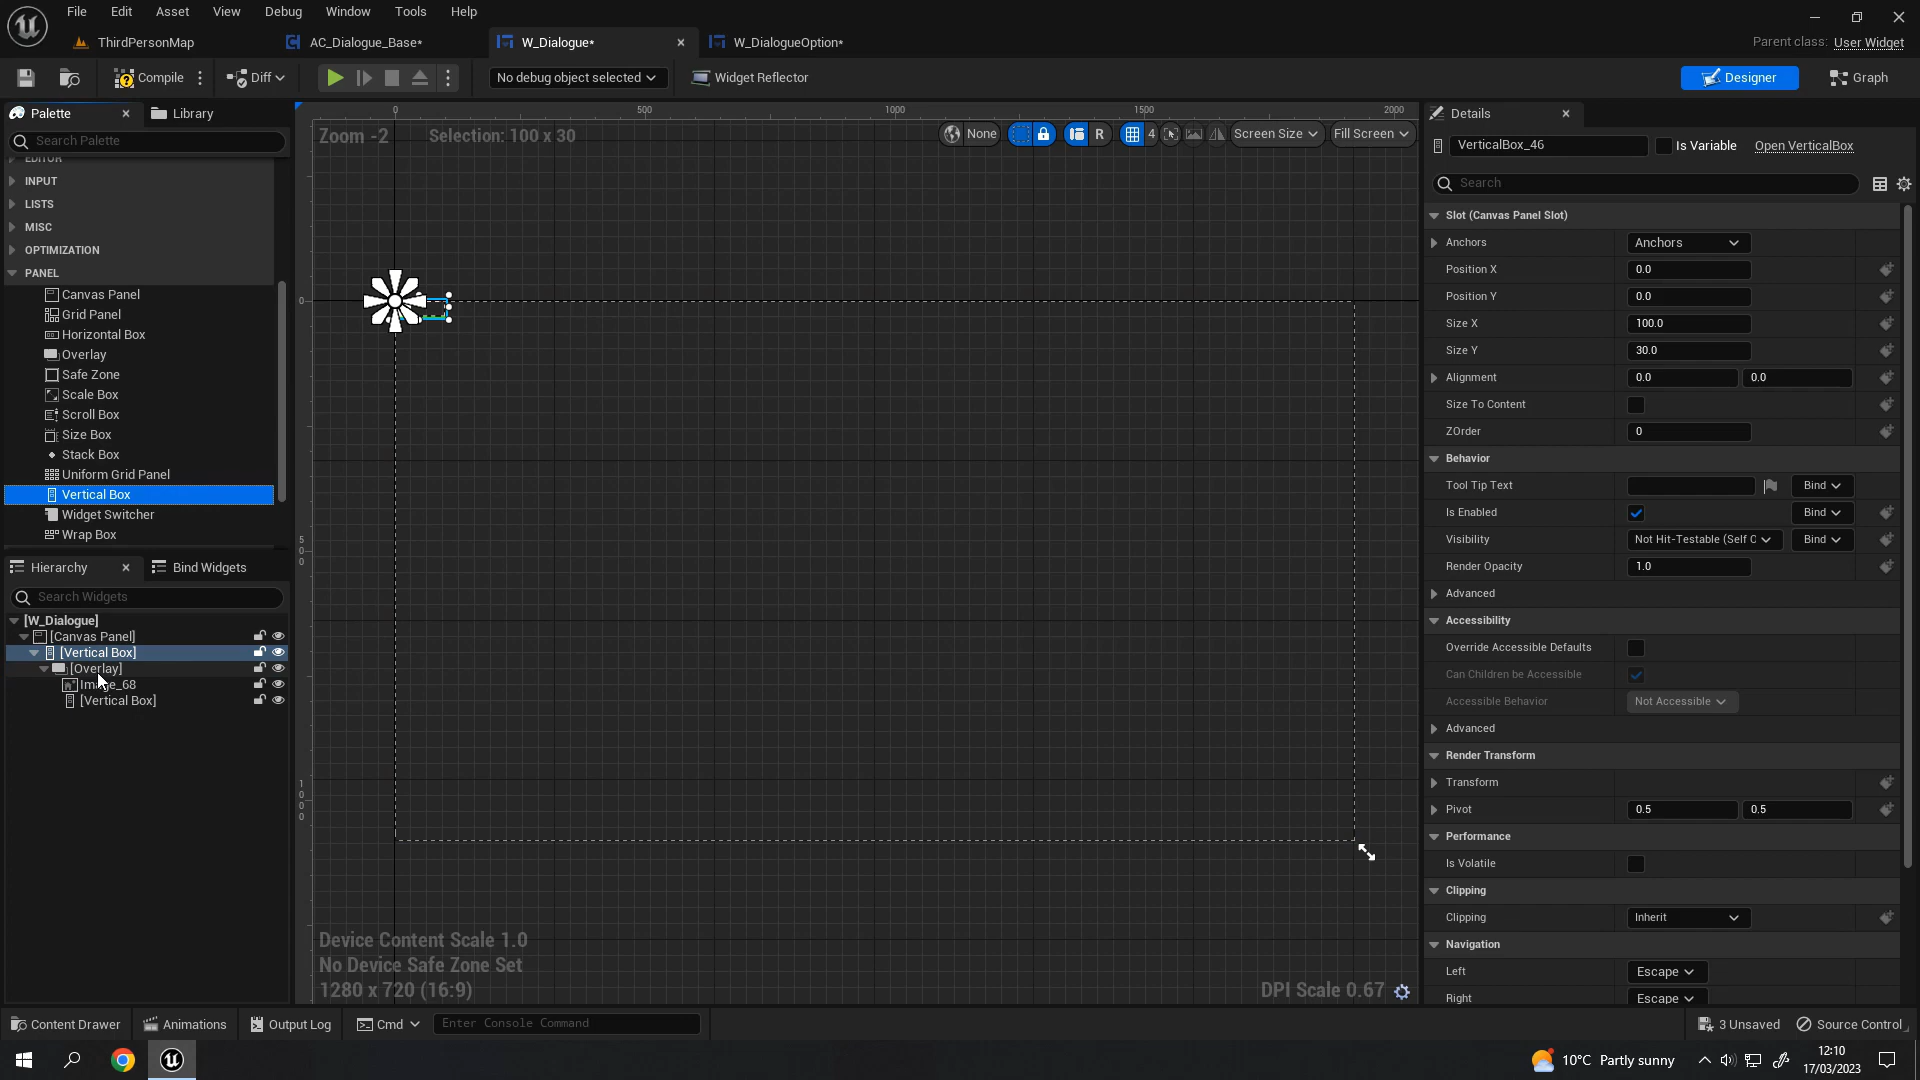 File Edit Asset View Debug Window Tools Help
ThirdPersonMap AC_Dialogue_Base* W_Dialogue* W_DialogueOption* Parent class: User Widget
Compile Diff No debug object selected Widget Reflector Designer Graph
Palette Library
Search Palette
EDITOR
INPUT
LISTS
MISC
OPTIMIZATION
PANEL
Canvas Panel
Grid Panel
Horizontal Box
Overlay
Safe Zone
Scale Box
Scroll Box
Size Box
Stack Box
Uniform Grid Panel
Vertical Box
Widget Switcher
Wrap Box
Hierarchy Bind Widgets
Search Widgets
[W_Dialogue]
[Canvas Panel]
[Vertical Box]
[Overlay]
Image_68
[Vertical Box]
0 500 1000 1500 2000
Zoom -2 Selection: 100 x 30 None R 4 Screen Size Fill Screen
0
500
1000
Device Content Scale 1.0
No Device Safe Zone Set
1280 x 720 (16:9) DPI Scale 0.67
Details
VerticalBox_46 Is Variable Open VerticalBox
Search
Slot (Canvas Panel Slot)
Anchors Anchors
Position X 0.0
Position Y 0.0
Size X 100.0
Size Y 30.0
Alignment 0.0 0.0
Size To Content
ZOrder 0
Behavior
Tool Tip Text Bind
Is Enabled Bind
Visibility Not Hit-Testable (Self C Bind
Render Opacity 1.0
Advanced
Accessibility
Override Accessible Defaults
Can Children be Accessible
Accessible Behavior Not Accessible
Advanced
Render Transform
Transform
Pivot 0.5 0.5
Performance
Is Volatile
Clipping
Clipping Inherit
Navigation
Left Escape
Right Escape
Content Drawer Animations Output Log Cmd Enter Console Command 3 Unsaved Source Control
10°C Partly sunny 12:10
17/03/2023